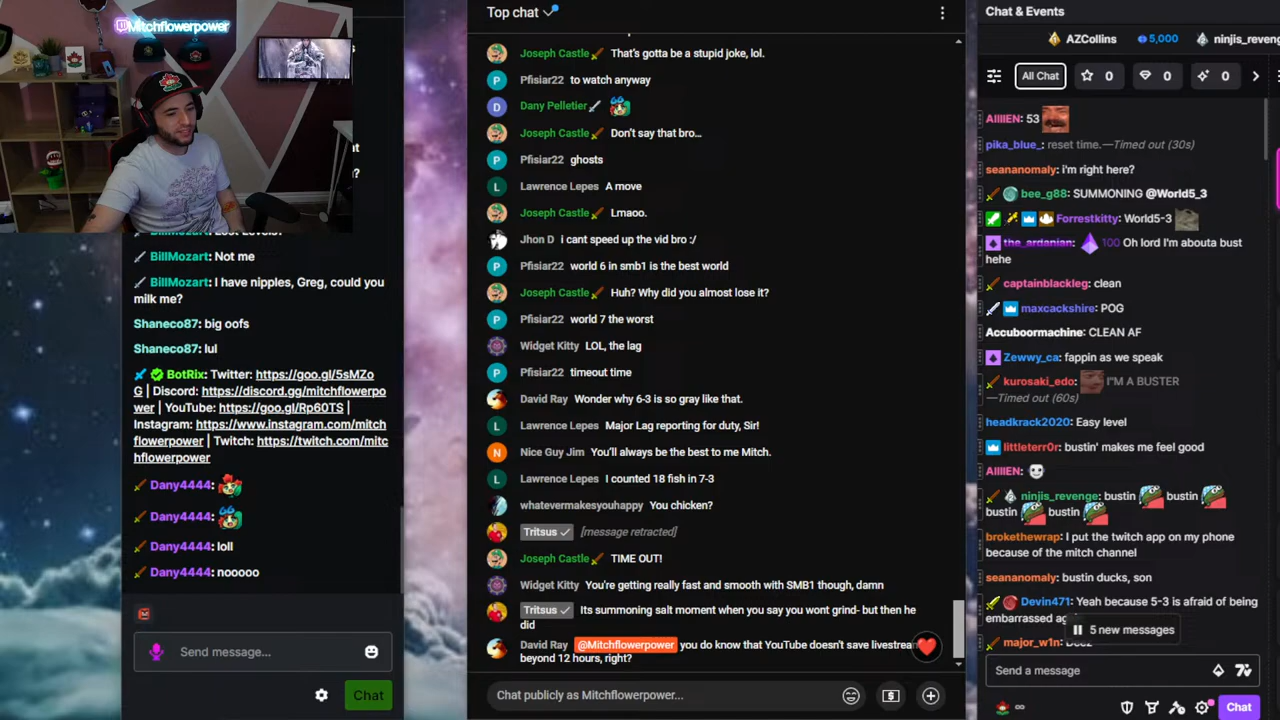 Mitchflowerpower
BillMozart: Not me
BillMozart: I have nipples, Greg, could you
milk me?
Shaneco87: big oofs
Shaneco87: lul
BotRix: Twitter: https://goo.gl/5sMZo
G | Discord: https://discord.gg/mitchflowerpo
wer | YouTube: https://goo.gl/Rp60TS |
Instagram: https://www.instagram.com/mitch
flowerpower | Twitch: https://twitch.com/mitc
hflowerpower
Dany4444:
Dany4444:
Dany4444: loll
Dany4444: nooooo
Send message...
Chat
Top chat
Joseph Castle That's gotta be a stupid joke, lol.
P Pfisiar22 to watch anyway
D Dany Pelletier
Joseph Castle Don't say that bro...
P Pfisiar22 ghosts
L Lawrence Lepes A move
Joseph Castle Lmaoo.
Jhon D I cant speed up the vid bro :/
P Pfisiar22 world 6 in smb1 is the best world
Joseph Castle Huh? Why did you almost lose it?
P Pfisiar22 world 7 the worst
Widget Kitty LOL, the lag
P Pfisiar22 timeout time
David Ray Wonder why 6-3 is so gray like that.
L Lawrence Lepes Major Lag reporting for duty, Sir!
N Nice Guy Jim You'll always be the best to me Mitch.
L Lawrence Lepes I counted 18 fish in 7-3
whatevermakesyouhappy You chicken?
Tritsus [message retracted]
Joseph Castle TIME OUT!
Widget Kitty You're getting really fast and smooth with SMB1 though, damn
Tritsus Its summoning salt moment when you say you wont grind- but then he
did
David Ray @Mitchflowerpower you do know that YouTube doesn't save livestream
beyond 12 hours, right?
Chat publicly as Mitchflowerpower...
Chat & Events
AZCollins 5,000 ninjis_reveng
All Chat 0 0 0
AIIIIEN: 53
pika_blue_: reset time.—Timed out (30s)
seananomaly: i'm right here?
bee_g88: SUMMONING @World5_3
Forrestkitty: World5-3
the_ardanian: 100 Oh lord I'm abouta bust
hehe
captainblackleg: clean
maxcackshire: POG
Accuboormachine: CLEAN AF
Zewwy_ca: fappin as we speak
kurosaki_edo: I"M A BUSTER
—Timed out (60s)
headkrack2020: Easy level
littleterr0r: bustin' makes me feel good
AIIIIEN:
ninjis_revenge: bustin bustin
bustin bustin
brokethewrap: I put the twitch app on my phone
because of the mitch channel
seananomaly: bustin ducks, son
Devin471: Yeah because 5-3 is afraid of being
embarrassed ag
5 new messages
major_w1n:
Send a message
Chat